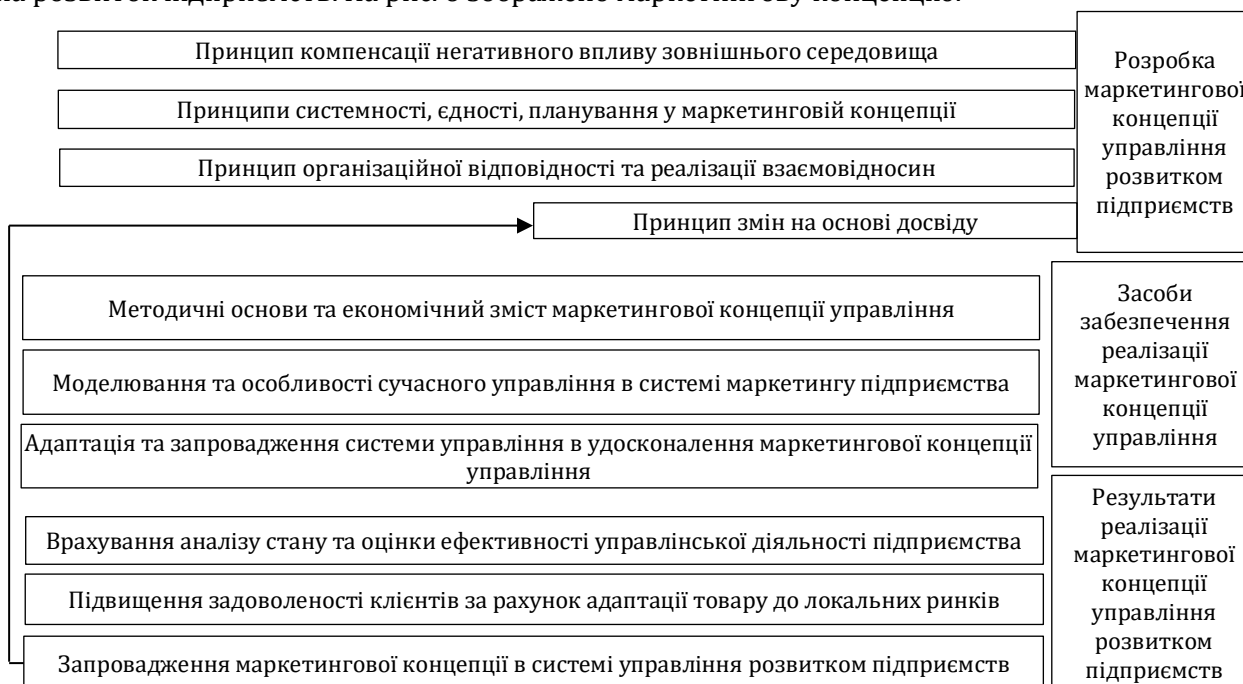 на розвиток підприємств. На рис. зображено маркетингову концепцію.
Принцип компенсації негативного впливу зовнішнього середовища
Принципи системності, єдності, планування у маркетинговій концепції
Принцип організаційної відповідності та реалізації взаємовідносин
Принцип змін на основі досвіду
Розробка
маркетингової
концепції
управління
розвитком
підприємств
Методичні основи та економічний зміст маркетингової концепції управління
Моделювання та особливості сучасного управління в системі маркетингу підприємства
Адаптація та запровадження системи управління в удосконалення маркетингової концепції
управління
Засоби
забезпечення
реалізації
маркетингової
концепції
управління
Врахування аналізу стану та оцінки ефективності управлінської діяльності підприємства
Підвищення задоволеності клієнтів за рахунок адаптації товару до локальних ринків
Запровадження маркетингової концепції в системі управління розвитком підприємств
Результати
реалізації
маркетингової
концепції
управління
розвитком
підприємств